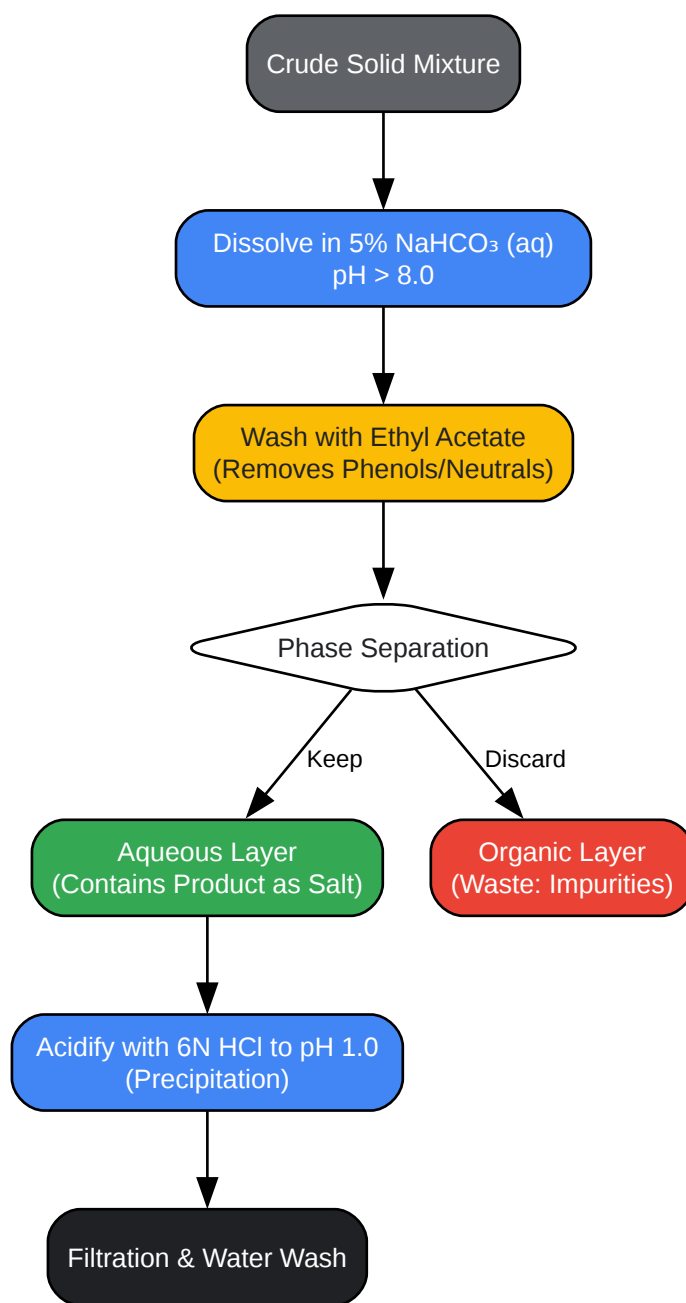 Crude Solid Mixture
Dissolve in 5% NaHCO₃ (aq)
pH > 8.0
Wash with Ethyl Acetate
(Removes Phenols/Neutrals)
Phase Separation
Keep
Discard
Aqueous Layer
(Contains Product as Salt)
Organic Layer
(Waste: Impurities)
Acidify with 6N HCl to pH 1.0
(Precipitation)
Filtration & Water Wash